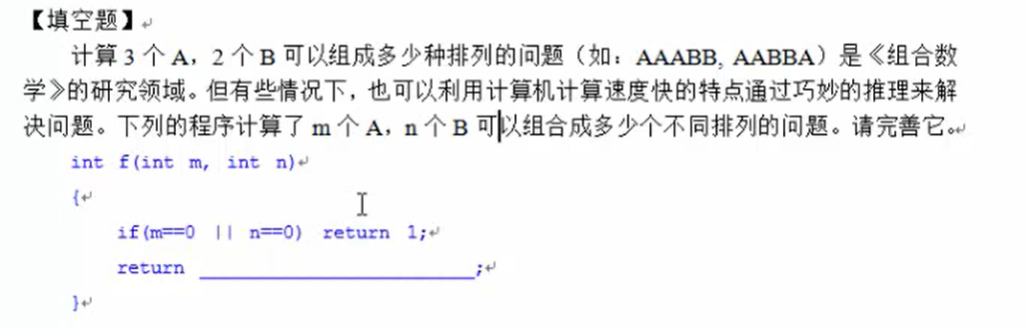 【填空题】
计算 3 个 A，2 个 B 可以组成多少种排列的问题（如：AAABB, AABBA）是《组合数
学》的研究领域。但有些情况下，也可以利用计算机计算速度快的特点通过巧妙的推理来解
决问题。下列的程序计算了 m 个 A，n 个 B 可以组合成多少个不同排列的问题。请完善它。
int f(int m, int n)
{
if(m==0 || n==0) return 1;
return ____________________;
}